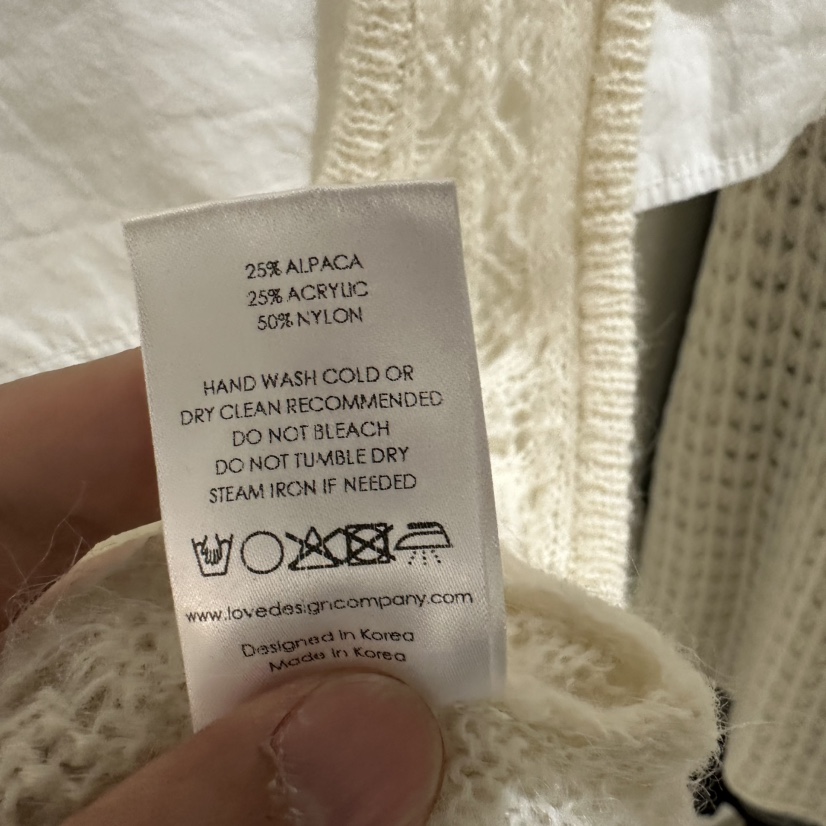 25% ALPACA
25% ACRYLIC
50% NYLON
HAND WASH COLD OR
DRY CLEAN RECOMMENDED
DO NOT BLEACH
DO NOT TUMBLE DRY
STEAM IRON IF NEEDED
www.lovedesigncompany.com
Designed In Korea
Made In Korea